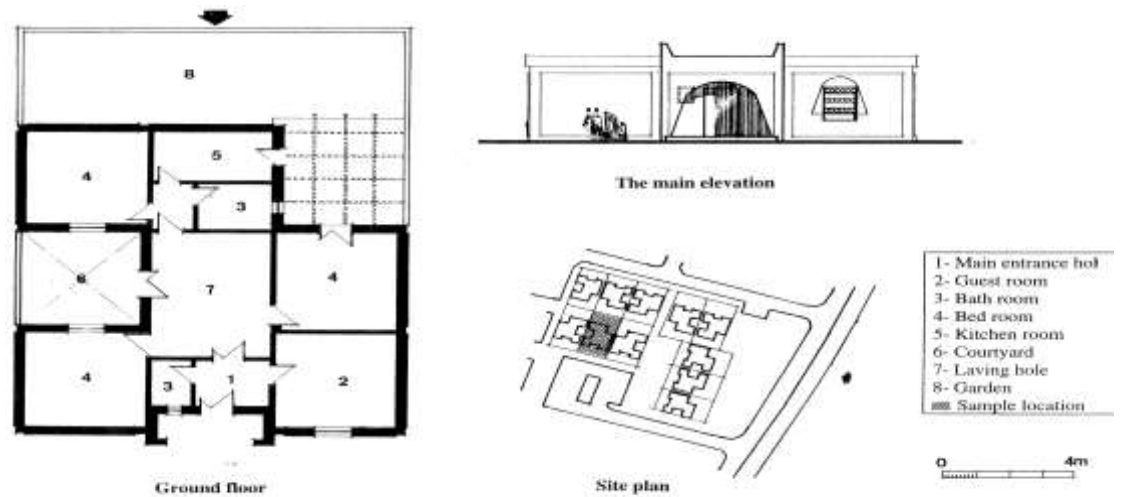 8
4
5
3
6
7
4
4
3
1
2
Ground floor
The main elevation
Site plan
1- Main entrance hol
2- Guest room
3- Bath room
4- Bed room
5- Kitchen room
6- Courtyard
7- Laving hole
8- Garden
Sample location
0 4m